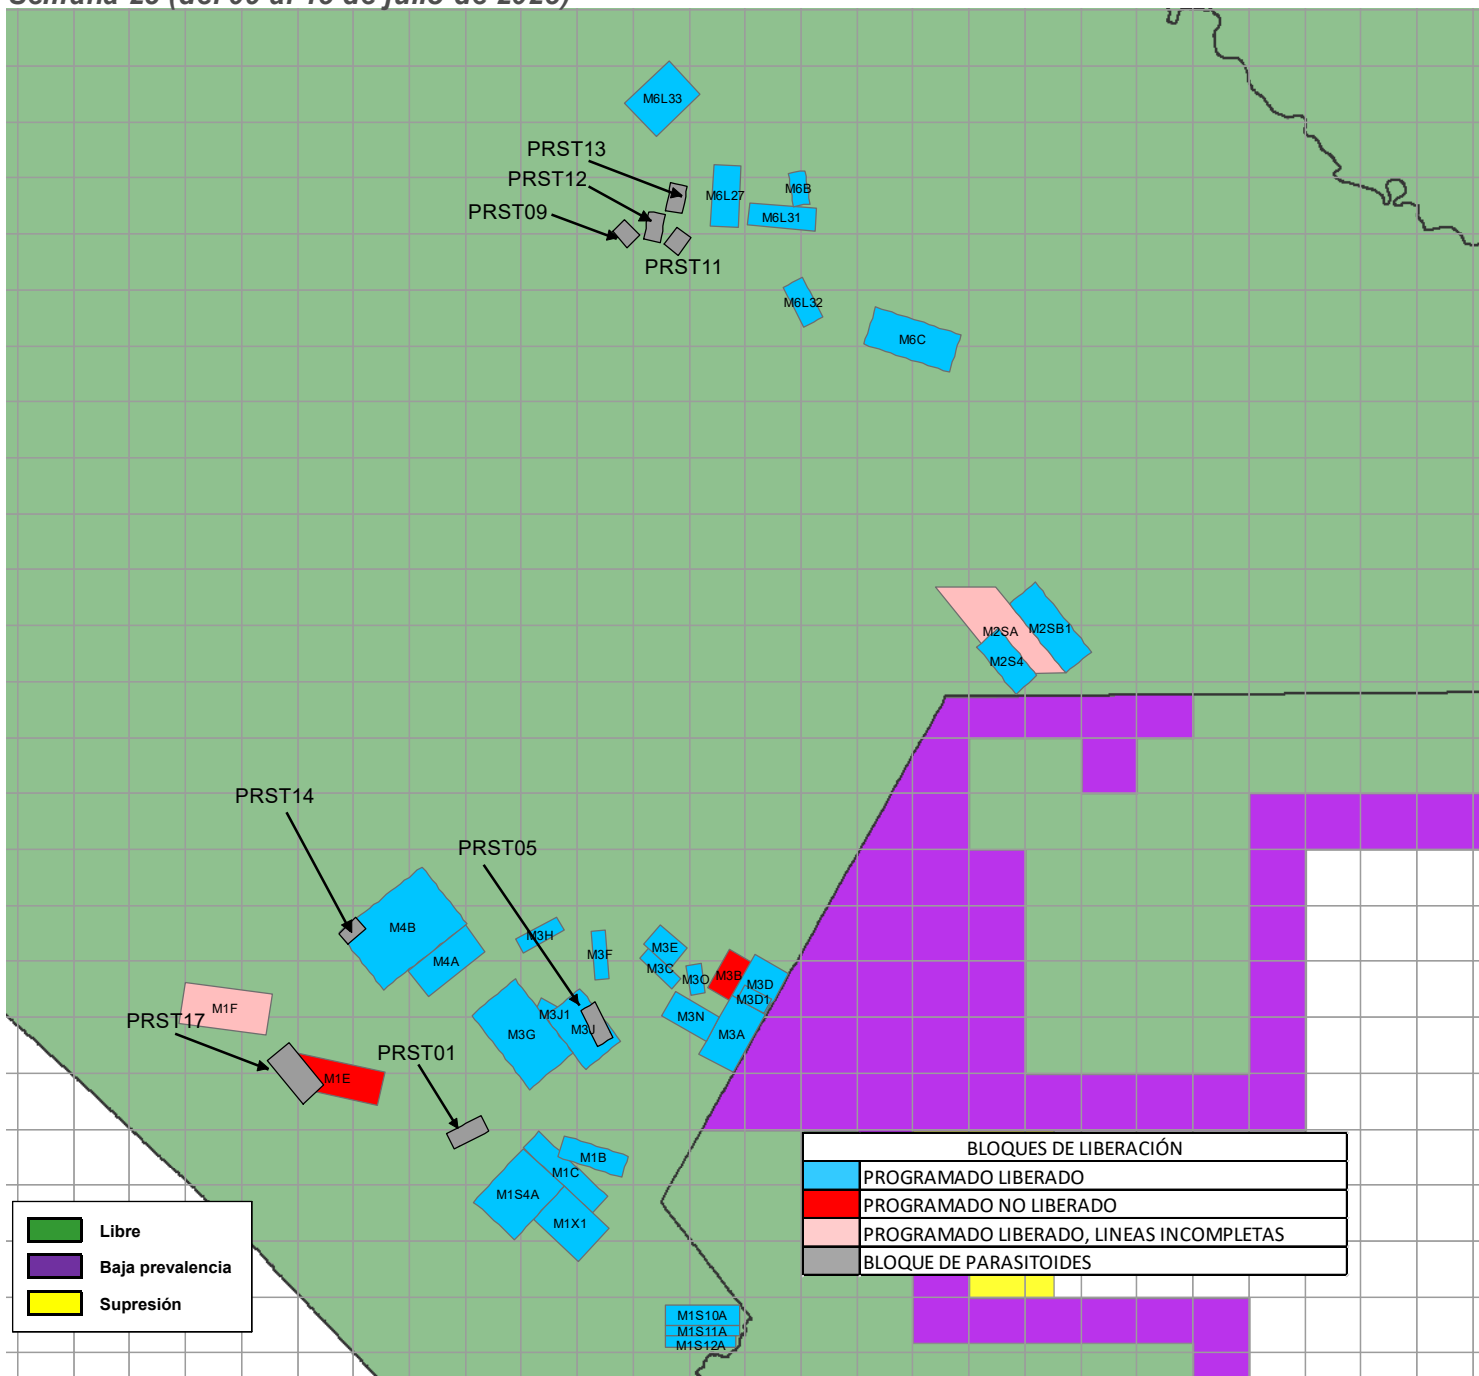 M6L33
PRST13
PRST12
PRST09
PRST11
M6L27
M6B
M6L31
M6L32
M6C
M2SA
M2SB1
M2S4
PRST14
PRST05
M4B
M4A
M3H
M3F
M3E
M3C
M3O
M3B
M3D
M3D1
M3N
M3A
M3G
M3J1
M3J
M1F
PRST17
M1E
PRST01
M1B
M1C
M1S4A
M1X1
M1S10A
M1S11A
M1S12A
BLOQUES DE LIBERACIÓN
PROGRAMADO LIBERADO
PROGRAMADO NO LIBERADO
PROGRAMADO LIBERADO, LINEAS INCOMPLETAS
BLOQUE DE PARASITOIDES
Libre
Baja prevalencia
Supresión